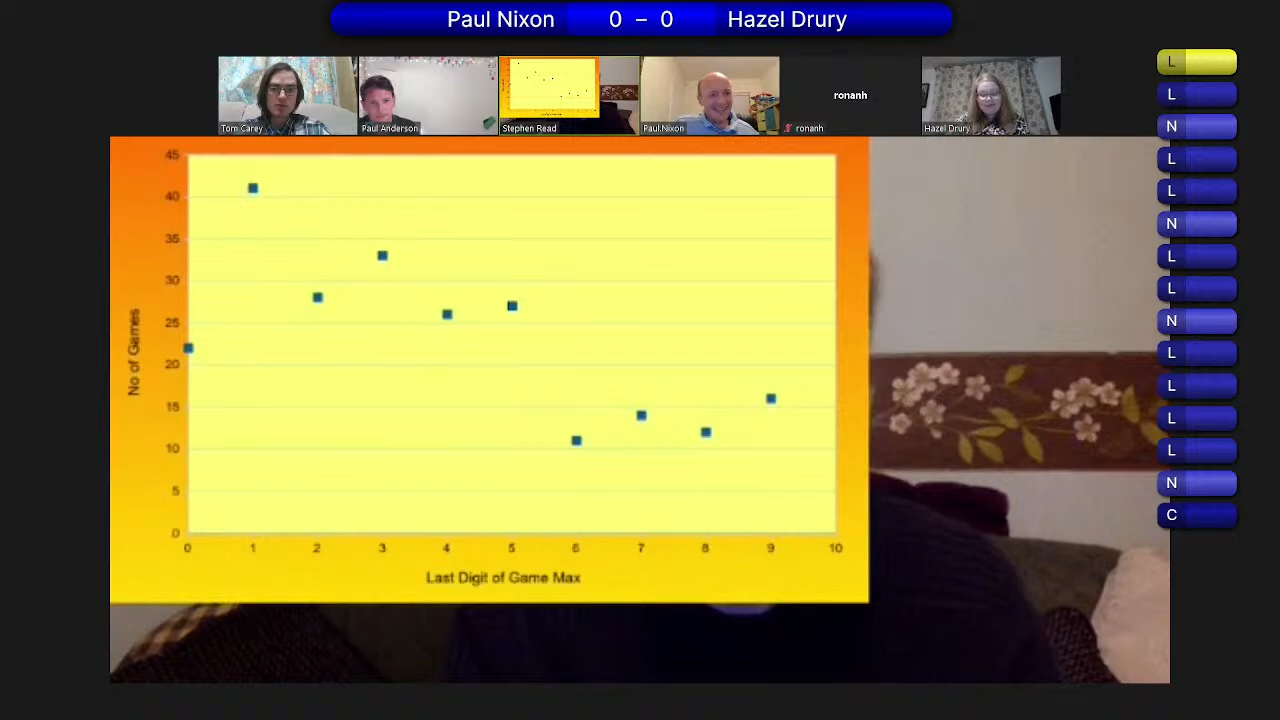 Paul Nixon 0 – 0 Hazel Drury
Tom Carey
Paul Anderson
Stephen Read
Paul Nixon
ronanh
ronanh
Hazel Drury
L
L
N
L
L
N
L
L
N
L
L
L
L
N
C
45
40
35
30
25
20
15
10
5
0
No of Games
0 1 2 3 4 5 6 7 8 9 10
Last Digit of Game Max